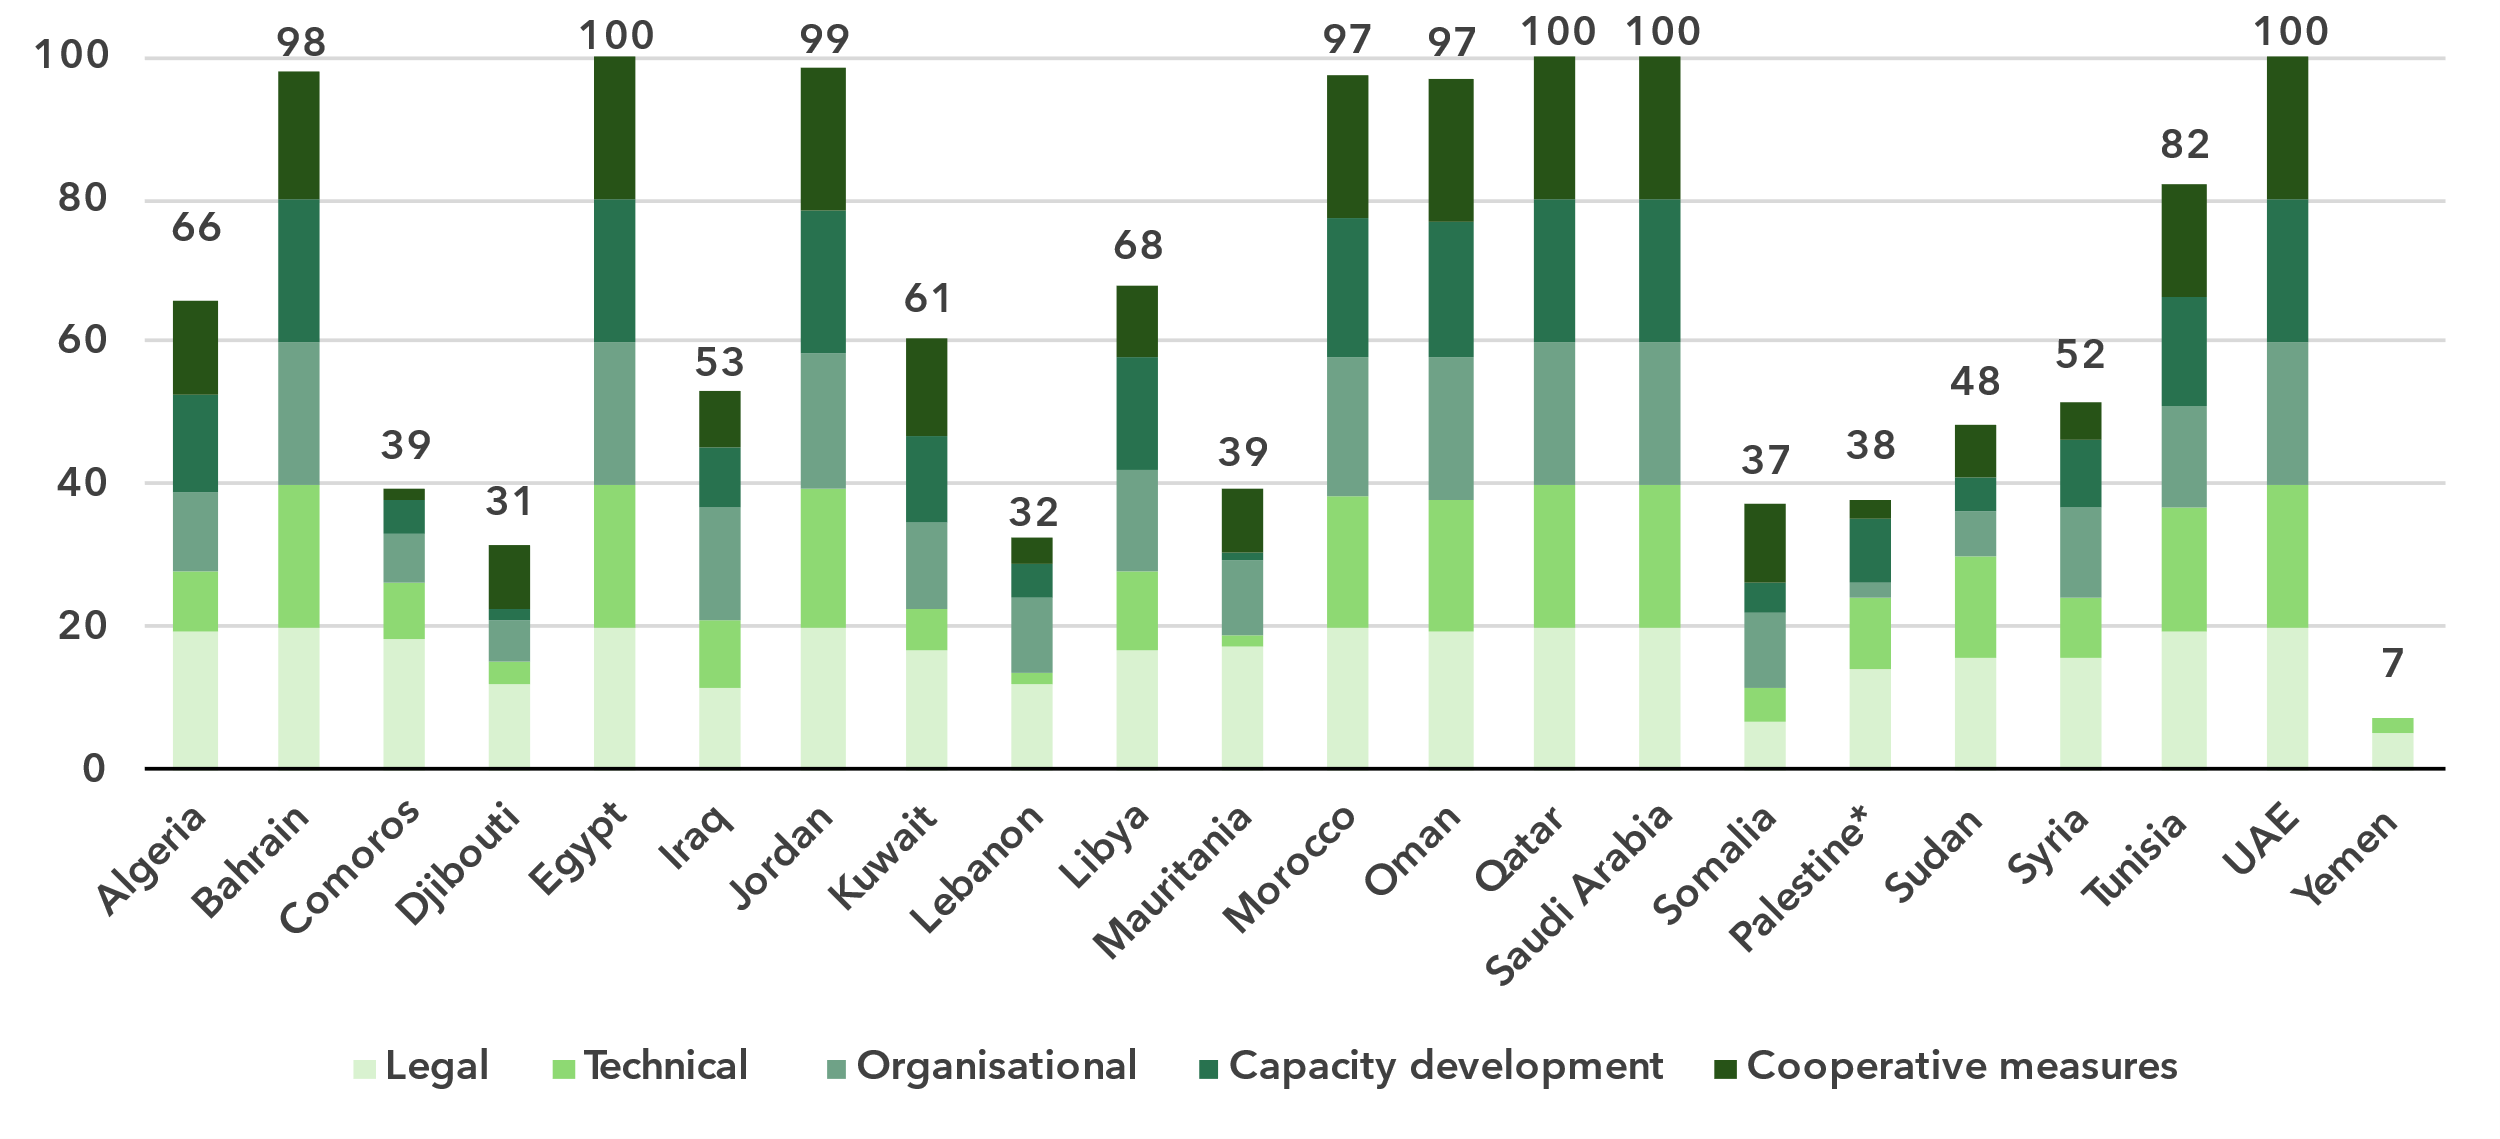 100
80
60
40
20
0
66
98
39
31
100
53
99
61
32
68
39
97
97
100
100
37
38
48
52
82
100
7
Algeria
Bahrain
Comoros
Djibouti
Egypt
Iraq
Jordan
Kuwait
Lebanon
Libya
Mauritania
Morocco
Oman
Qatar
Saudi Arabia
Somalia
Palestine*
Sudan
Syria
Tunisia
UAE
Yemen
Legal
Technical
Organisational
Capacity development
Cooperative measures